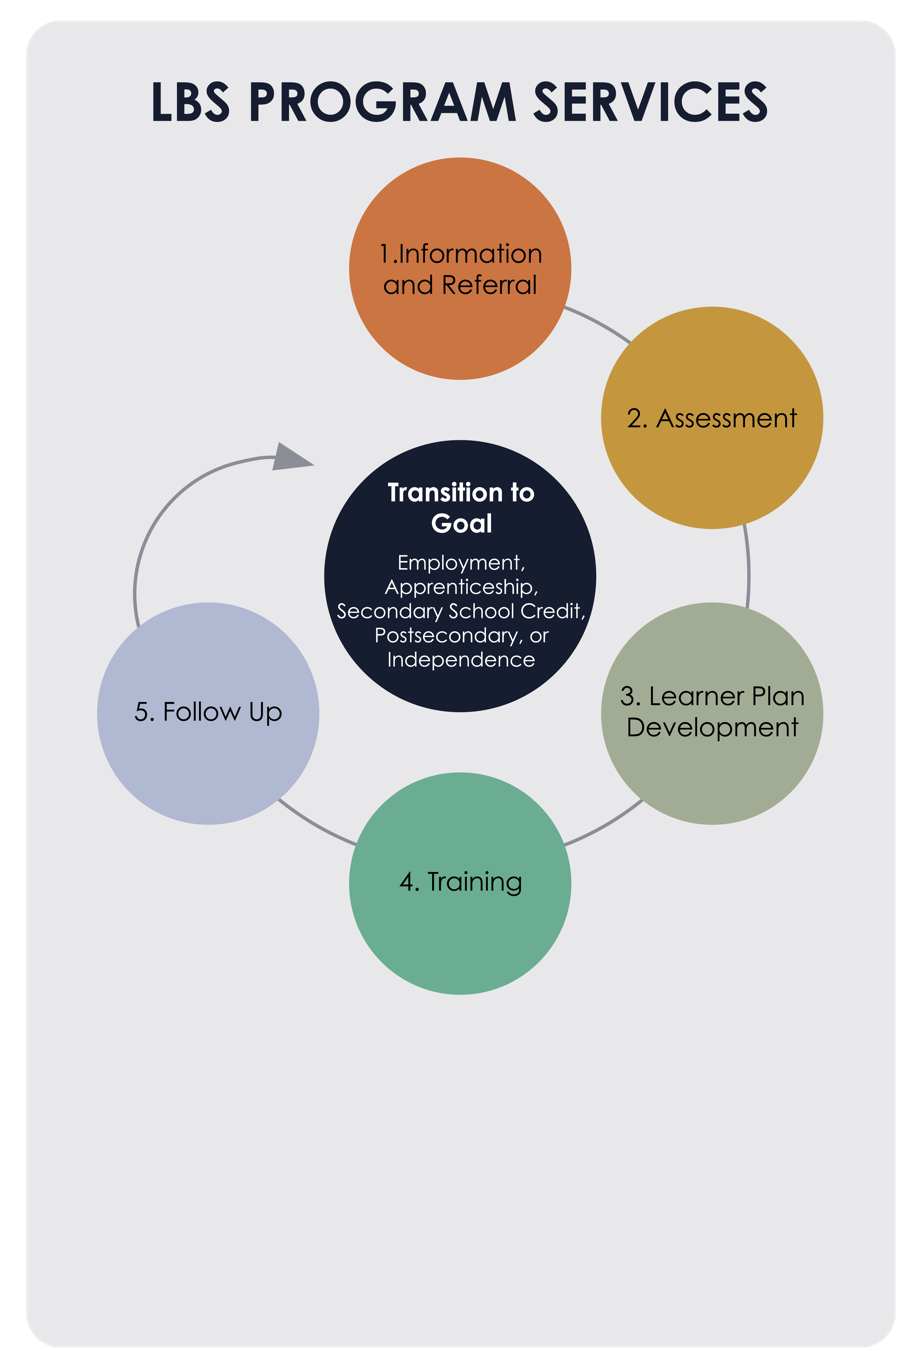 LBS PROGRAM SERVICES
1.Information
and Referral
2. Assessment
Transition to
Goal
Employment,
Apprenticeship,
Secondary School Credit,
Postsecondary, or
Independence
3. Learner Plan
Development
4. Training
5. Follow Up